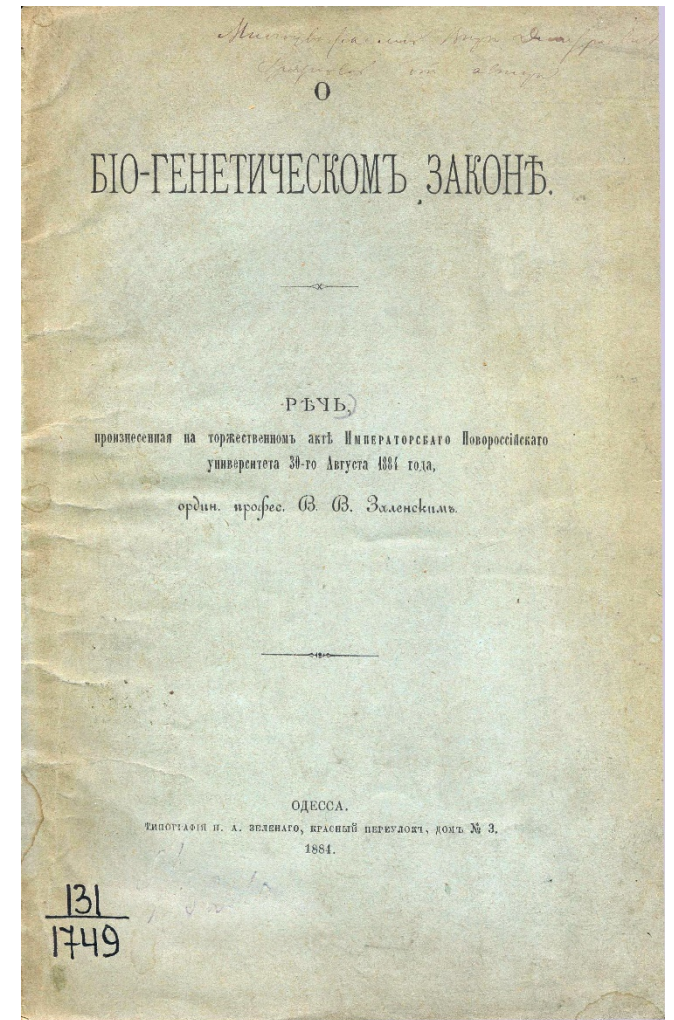 О
БІО-ГЕНЕТИЧЕСКОМЪ ЗАКОНѢ.
РѢЧЬ,
произнесенная на торжественномъ актѣ ИМПЕРАТОРСКАГО Новороссійскаго
университета 30-го Августа 1884 года,
ордин. профес. В. В. Заленскимъ.
ОДЕССА.
Типографія П. А. Зеленаго, Красный переулокъ, домъ № 3.
1884.
131
1749